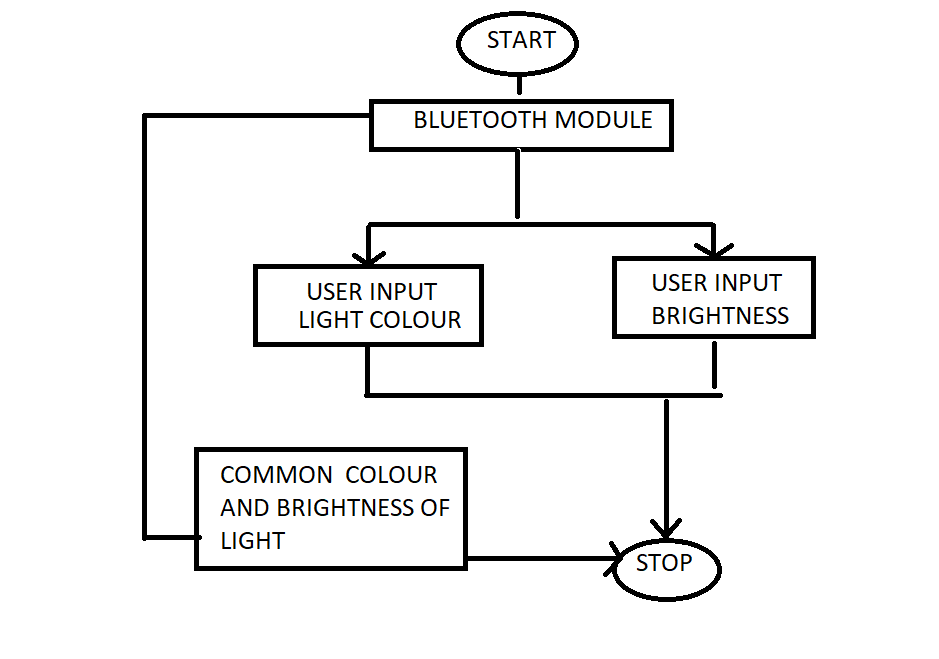 START
BLUETOOTH MODULE
USER INPUT
LIGHT COLOUR
USER INPUT
BRIGHTNESS
COMMON COLOUR
AND BRIGHTNESS OF
LIGHT
STOP